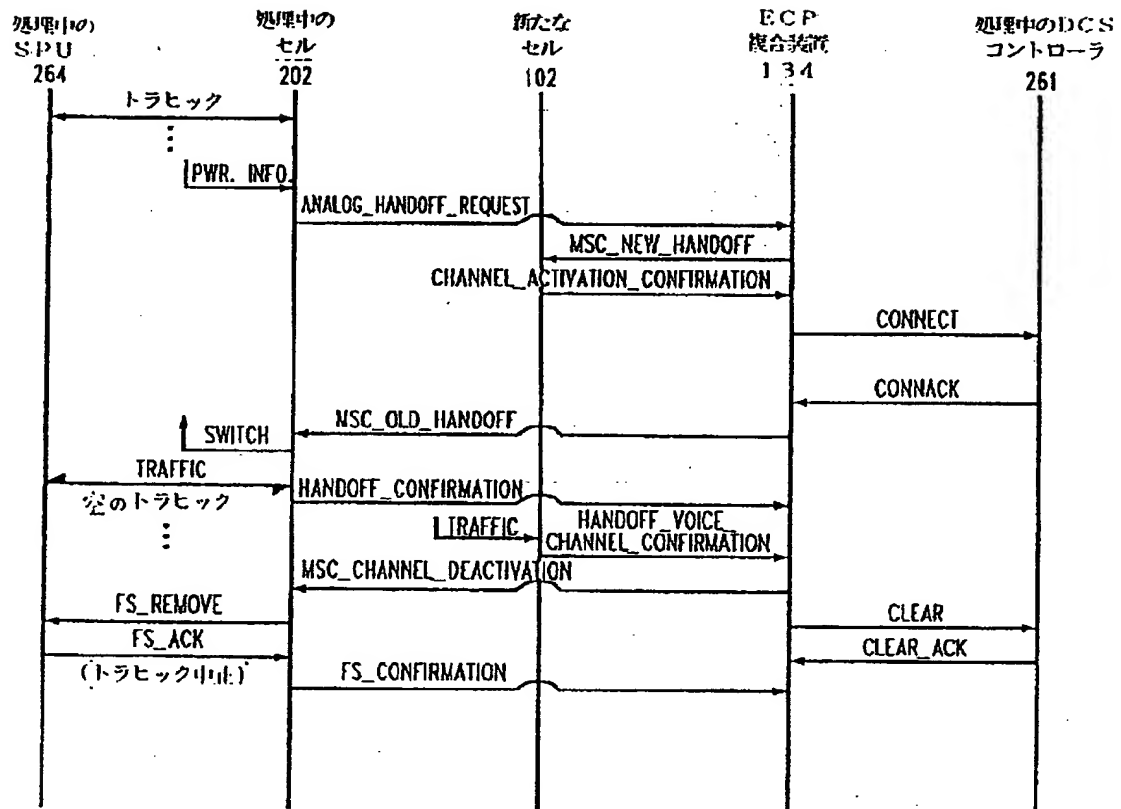 処理中の
SPU
264
処理中の
セル
202
新たな
セル
102
ECP
複合装置
134
処理中のDCS
コントローラ
261
トラヒック
PWR. INFO.
ANALOG_HANDOFF_REQUEST
MSC_NEW_HANDOFF
CHANNEL_ACTIVATION_CONFIRMATION
CONNECT
CONNACK
MSC_OLD_HANDOFF
SWITCH
TRAFFIC
空のトラヒック
HANDOFF_CONFIRMATION
TRAFFIC
HANDOFF_VOICE_
CHANNEL_CONFIRMATION
MSC_CHANNEL_DEACTIVATION
FS_REMOVE
CLEAR
FS_ACK
CLEAR_ACK
(トラヒック中止)
FS_CONFIRMATION